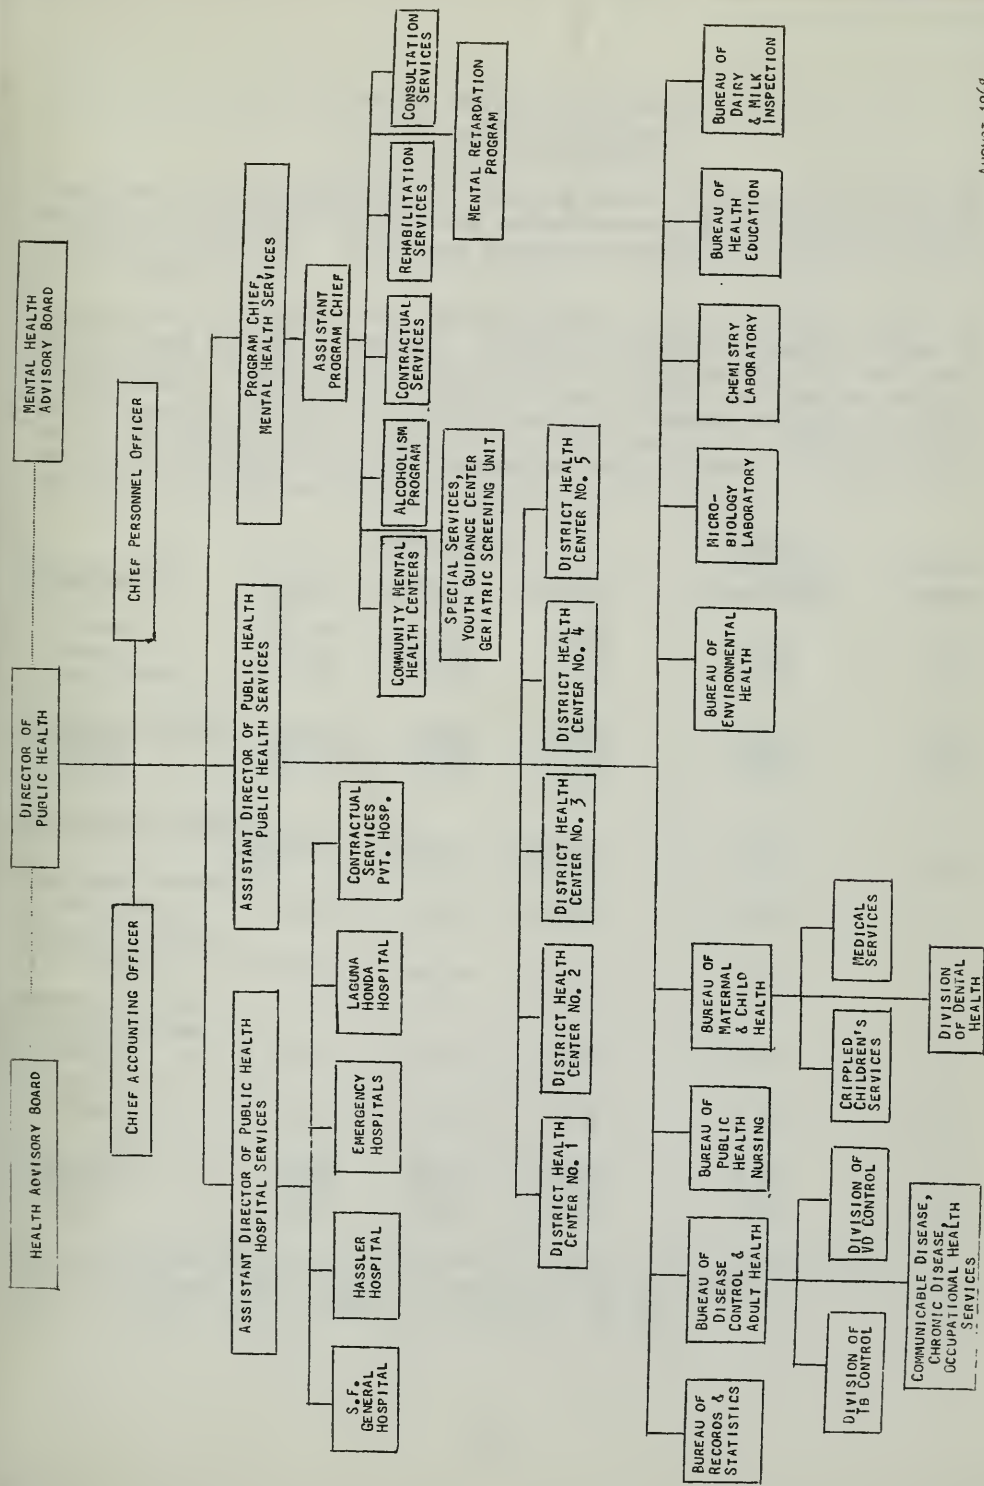 HEALTH ADVISORY BOARD
DIRECTOR OF
PUBLIC HEALTH
MENTAL HEALTH
ADVISORY BOARD
CHIEF ACCOUNTING OFFICER
CHIEF PERSONNEL OFFICER
ASSISTANT DIRECTOR OF PUBLIC HEALTH
HOSPITAL SERVICES
ASSISTANT DIRECTOR OF PUBLIC HEALTH
PUBLIC HEALTH SERVICES
PROGRAM CHIEF,
MENTAL HEALTH SERVICES
ASSISTANT
PROGRAM CHIEF
S.F.
GENERAL
HOSPITAL
HASSLER
HOSPITAL
EMERGENCY
HOSPITALS
LAGUNA
HONDA
HOSPITAL
CONTRACTUAL
SERVICES
PVT. HOSP.
COMMUNITY MENTAL
HEALTH CENTERS
ALCOHOLISM
PROGRAM
CONTRACTUAL
SERVICES
REHABILITATION
SERVICES
CONSULTATION
SERVICES
SPECIAL SERVICES,
YOUTH GUIDANCE CENTER
GERIATRIC SCREENING UNIT
MENTAL RETARDATION
PROGRAM
DISTRICT HEALTH
CENTER NO. 1
DISTRICT HEALTH
CENTER NO. 2
DISTRICT HEALTH
CENTER NO. 3
DISTRICT HEALTH
CENTER NO. 4
DISTRICT HEALTH
CENTER NO. 5
BUREAU OF
RECORDS &
STATISTICS
BUREAU OF
DISEASE
CONTROL &
ADULT HEALTH
BUREAU OF
PUBLIC
HEALTH
NURSING
BUREAU OF
MATERNAL
& CHILD
HEALTH
BUREAU OF
ENVIRONMENTAL
HEALTH
MICRO-
BIOLOGY
LABORATORY
CHEMISTRY
LABORATORY
BUREAU OF
HEALTH
EDUCATION
BUREAU OF
DAIRY
& MILK
INSPECTION
DIVISION OF
TB CONTROL
DIVISION OF
VD CONTROL
CRIPPLED
CHILDREN'S
SERVICES
MEDICAL
SERVICES
COMMUNICABLE DISEASE,
CHRONIC DISEASE,
OCCUPATIONAL HEALTH
SERVICES
DIVISION
OF DENTAL
HEALTH
AUGUST